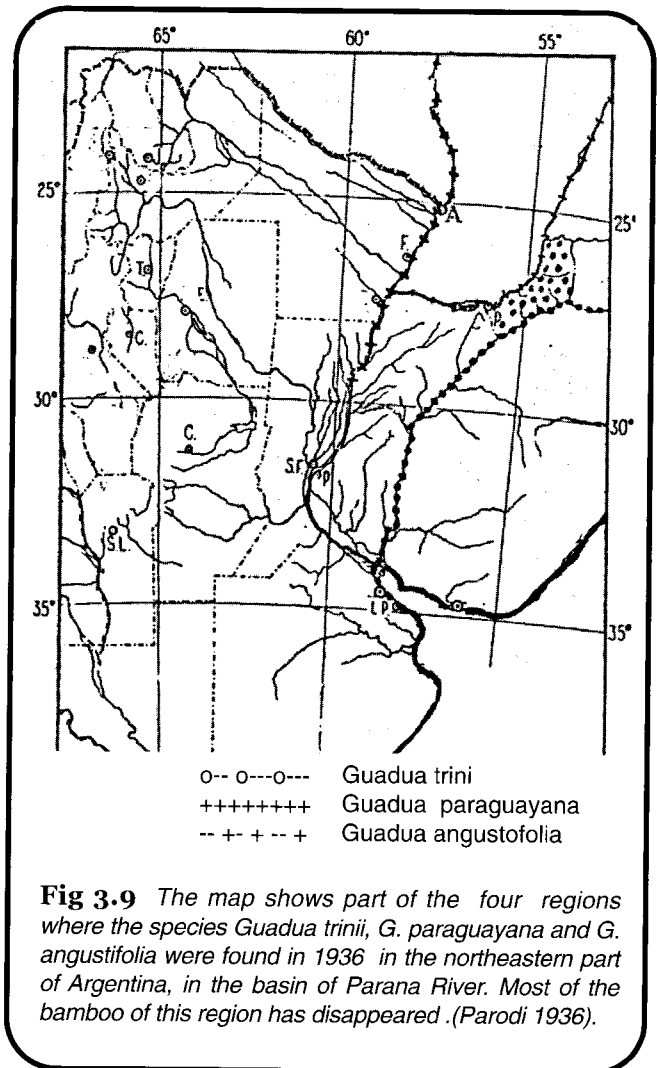 65° 60° 55°
25° 25'
A
F.
T.
E.
A P.
C.
30° 30°
C.
S.F. P.
S.L.
35° L P 35°
o-- o---o--- Guadua trini
++++++++ Guadua paraguayana
-- +- + -- + Guadua angustofolia
Fig 3.9 The map shows part of the four regions
where the species Guadua trinii, G. paraguayana and G.
angustifolia were found in 1936 in the northeastern part
of Argentina, in the basin of Parana River. Most of the
bamboo of this region has disappeared .(Parodi 1936).